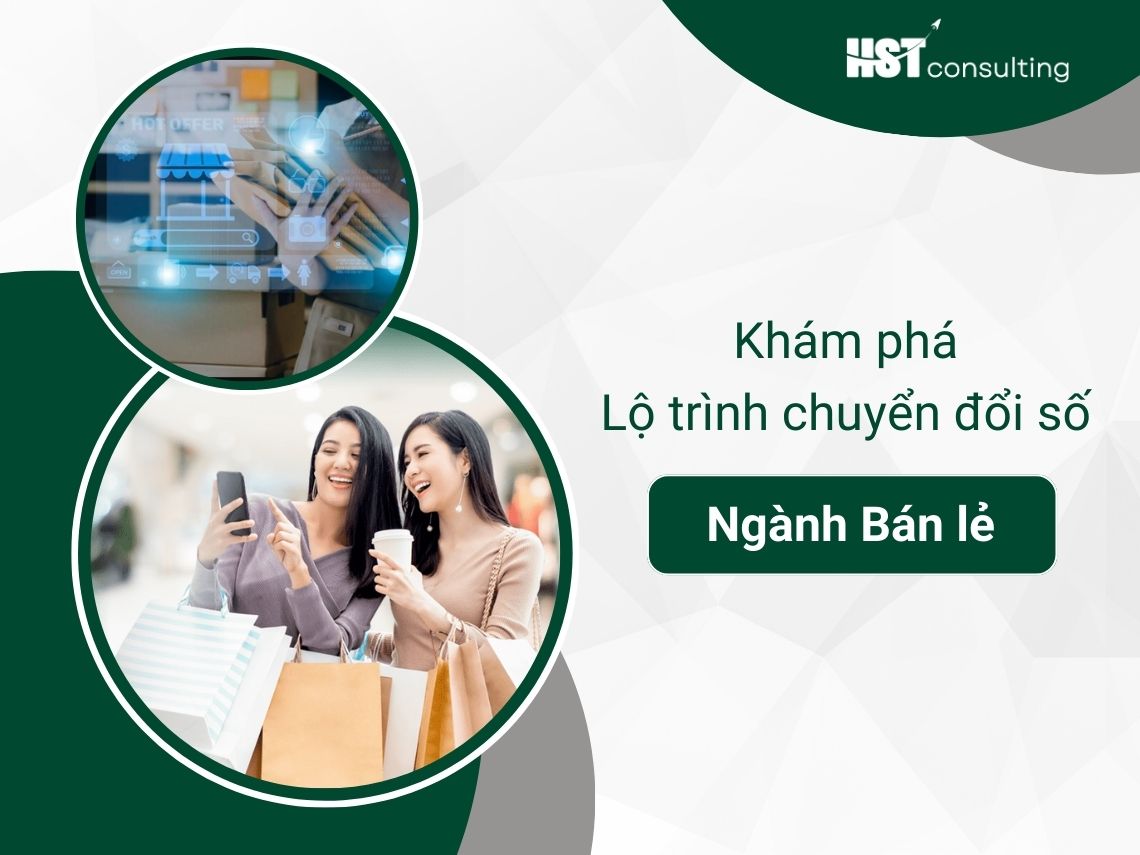 HST consulting
HOT OFFER
OPEN
Khám phá
Lộ trình chuyển đổi số
Ngành Bán lẻ